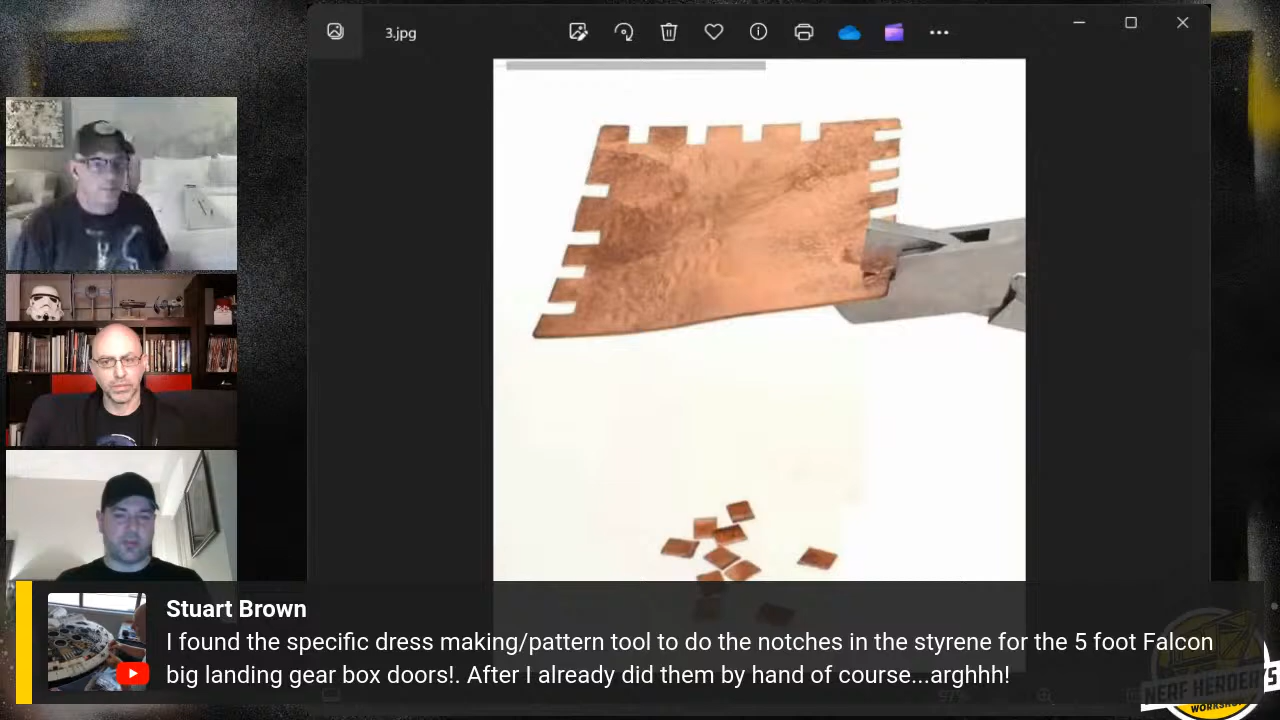 3.jpg
Stuart Brown
I found the specific dress making/pattern tool to do the notches in the styrene for the 5 foot Falcon
big landing gear box doors!. After I already did them by hand of course...arghhh!
NERF HERDER'S
WORKSHOP